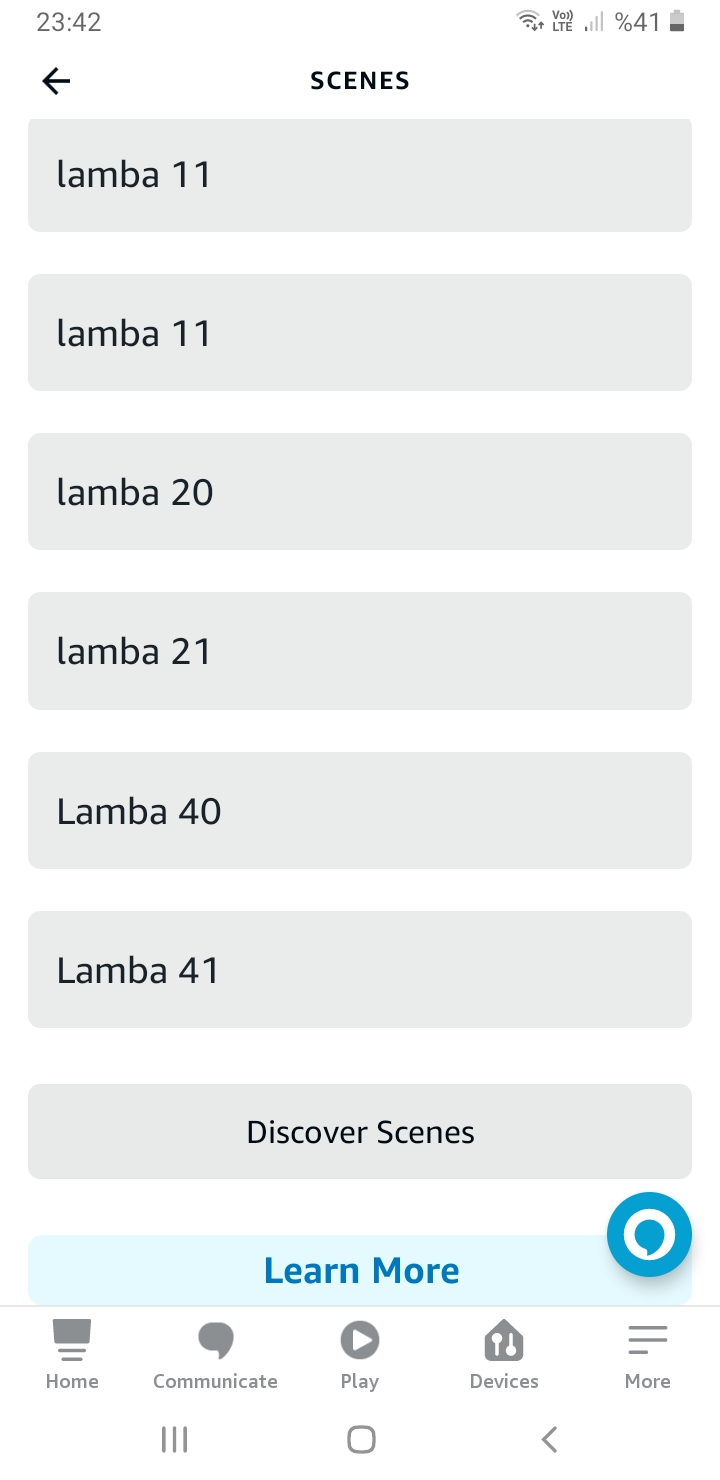 23:42
Vo)) LTE %41
SCENES
lamba 11
lamba 11
lamba 20
lamba 21
Lamba 40
Lamba 41
Discover Scenes
Learn More
Home Communicate Play Devices More